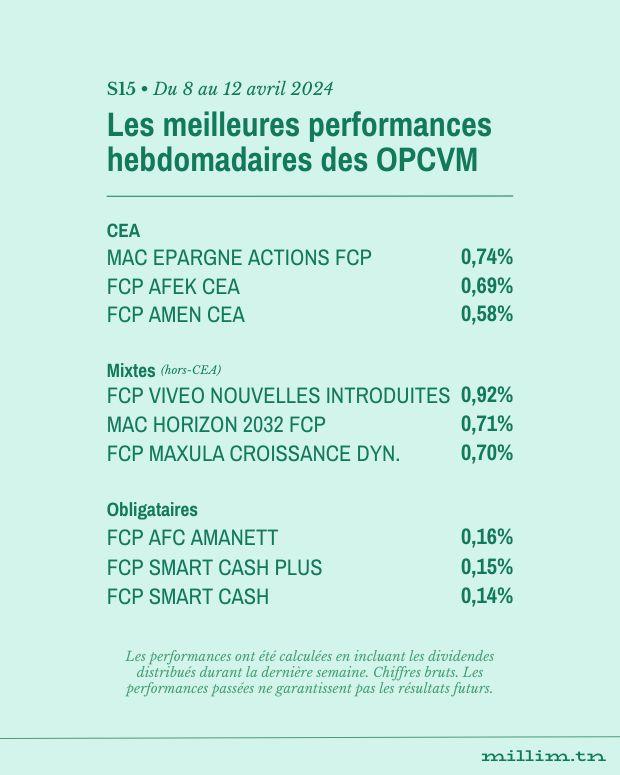 S15 • Du 8 au 12 avril 2024
Les meilleures performances
hebdomadaires des OPCVM
CEA
MAC EPARGNE ACTIONS FCP 0,74%
FCP AFEK CEA 0,69%
FCP AMEN CEA 0,58%
Mixtes (hors-CEA)
FCP VIVEO NOUVELLES INTRODUITES 0,92%
MAC HORIZON 2032 FCP 0,71%
FCP MAXULA CROISSANCE DYN. 0,70%
Obligataires
FCP AFC AMANETT 0,16%
FCP SMART CASH PLUS 0,15%
FCP SMART CASH 0,14%
Les performances ont été calculées en incluant les dividendes
distribués durant la dernière semaine. Chiffres bruts. Les
performances passées ne garantissent pas les résultats futurs.
millim.tn